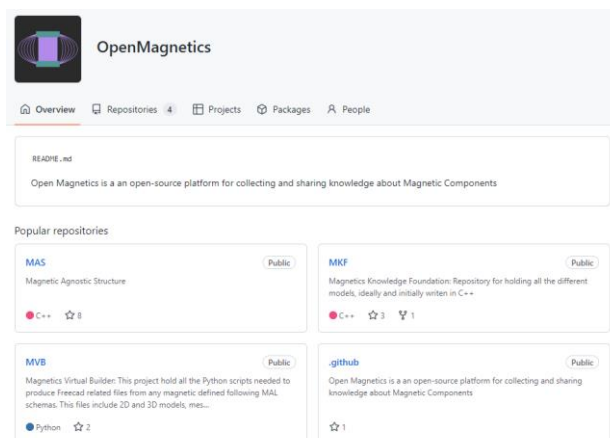 OpenMagnetics
Overview Repositories 4 Projects Packages People
README.md
Open Magnetics is a an open-source platform for collecting and sharing knowledge about Magnetic Components
Popular repositories
MAS Public
Magnetic Agnostic Structure
C++ 8
MKF Public
Magnetics Knowledge Foundation: Repository for holding all the different
models, ideally and initially writen in C++
C++ 3 1
MVB Public
Magnetics Virtual Builder: This project hold all the Python scripts needed to
produce Freecad related files from any magnetic defined following MAL
schemas. This files include 2D and 3D models, mes...
Python 2
.github Public
Open Magnetics is a an open-source platform for collecting and sharing
knowledge about Magnetic Components
1